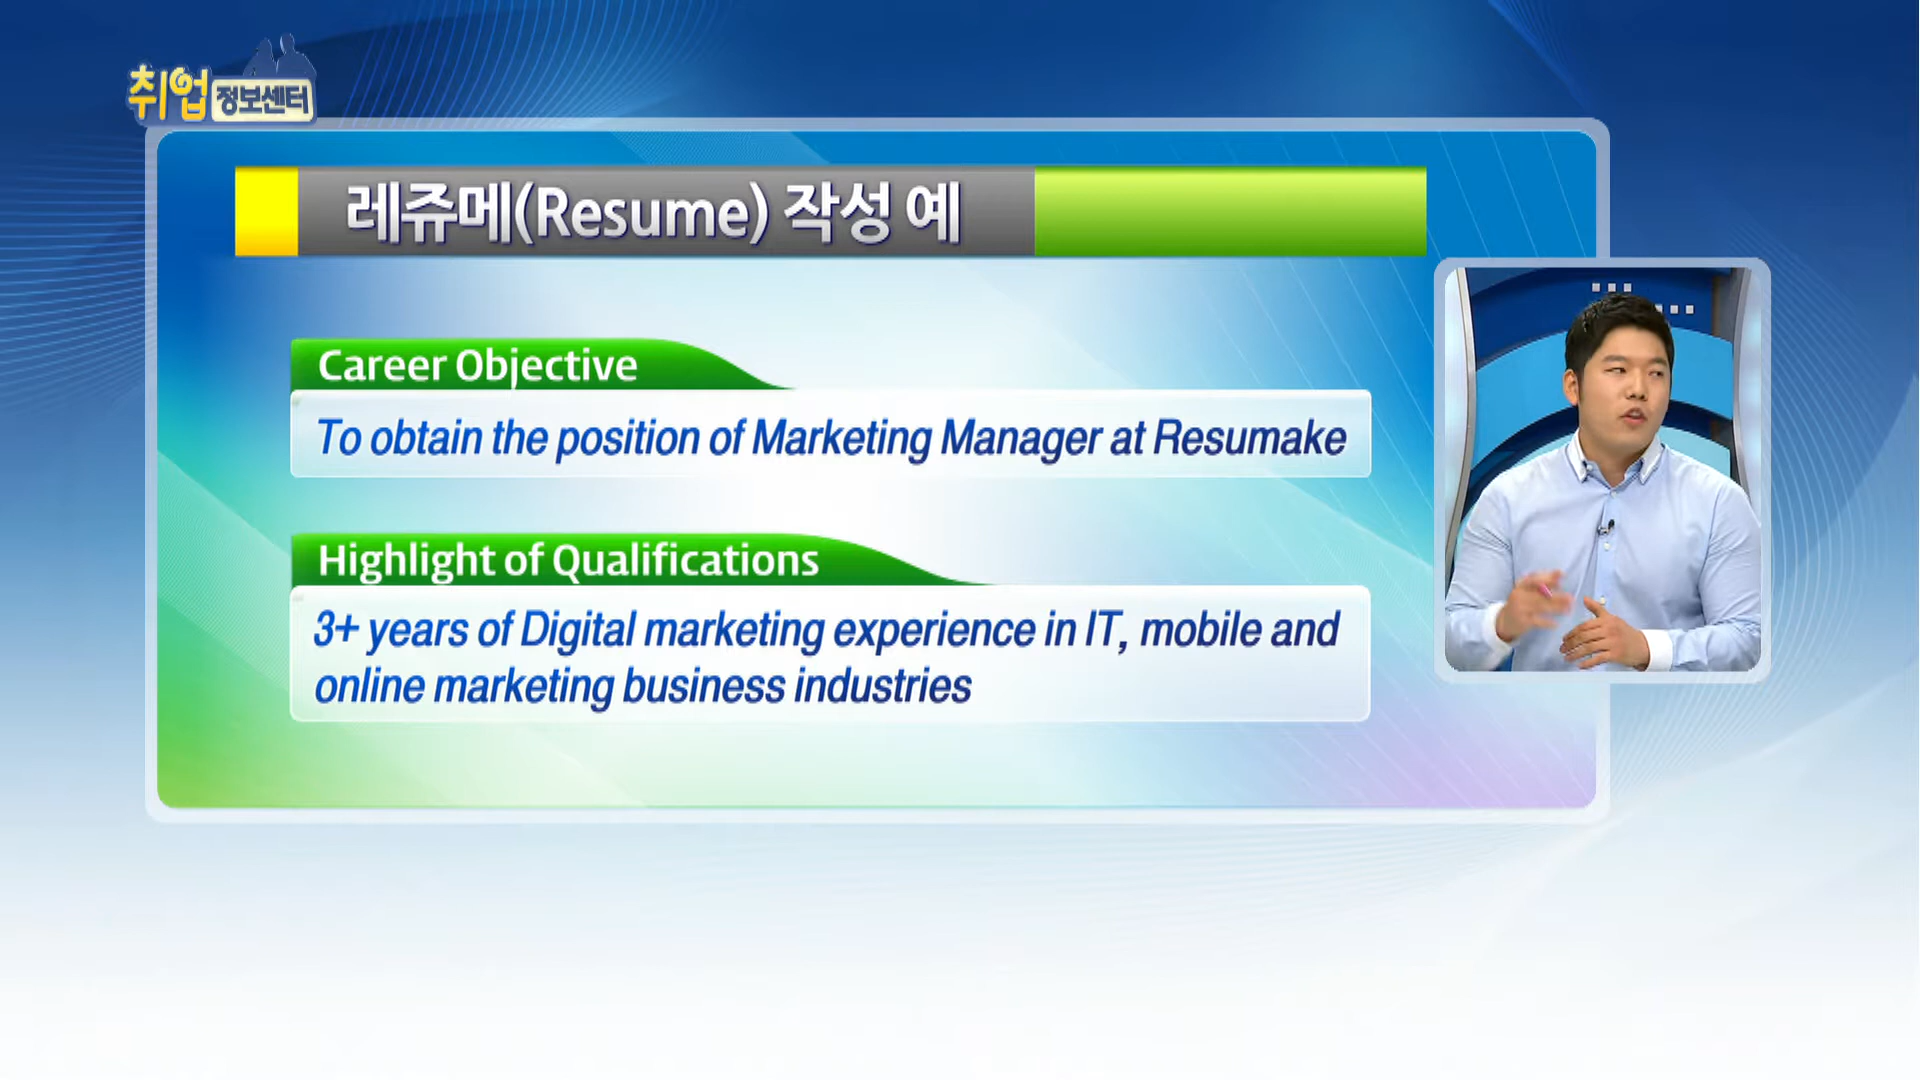 취업 정보센터
레쥬메(Resume) 작성 예
Career Objective
To obtain the position of Marketing Manager at Resumake
Highlight of Qualifications
3+ years of Digital marketing experience in IT, mobile and
online marketing business industries